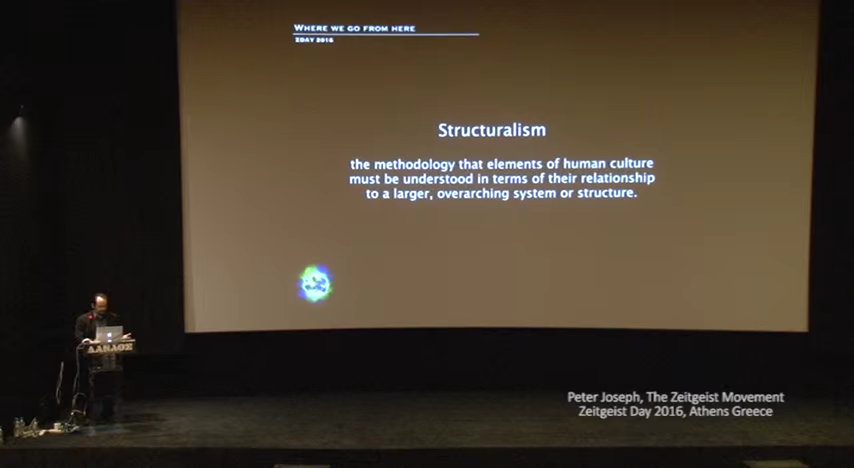 WHERE WE GO FROM HERE
ZDAY 2016
Structuralism
the methodology that elements of human culture
must be understood in terms of their relationship
to a larger, overarching system or structure.
Peter Joseph, The Zeitgeist Movement
Zeitgeist Day 2016, Athens Greece